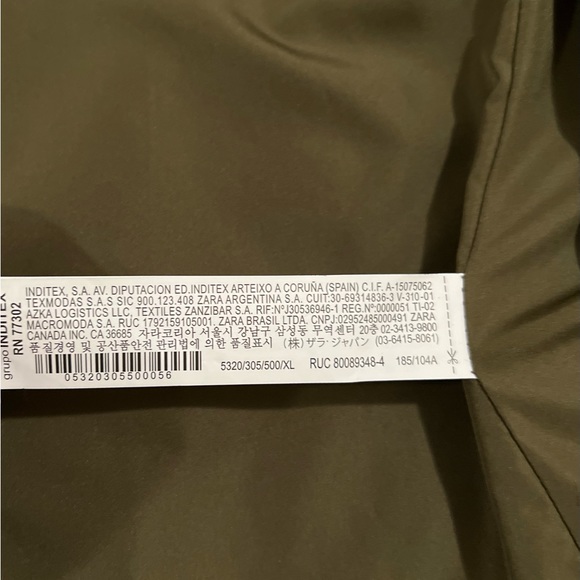 grupo INDITEX
RN 77302
INDITEX, S.A. AV. DIPUTACION ED.INDITEX ARTEIXO A CORUÑA (SPAIN) C.I.F. A-15075062
TEXMODAS S.A.S SIC 900.123.408 ZARA ARGENTINA S.A. CUIT:30-69314836-3 V-310-01
AZKA LOGISTICS LLC, TEXTILES ZANZIBAR S.A. RIF:Nº J30536946-1 REG.Nº:0000051 TI-02
MACROMODA S.A. RUC 1792159105001. ZARA BRASIL LTDA. CNPJ:02952485000491 ZARA
CANADA INC. CA 36685 자라코리아 서울시 강남구 삼성동 무역센터 20층 02-3413-9800
품질경영 및 공산품안전 관리법에 의한 품질표시 (株) ザラ・ジャパン (03-6415-8061)
05320305500056
5320/305/500/XL RUC 80089348-4 185/104A